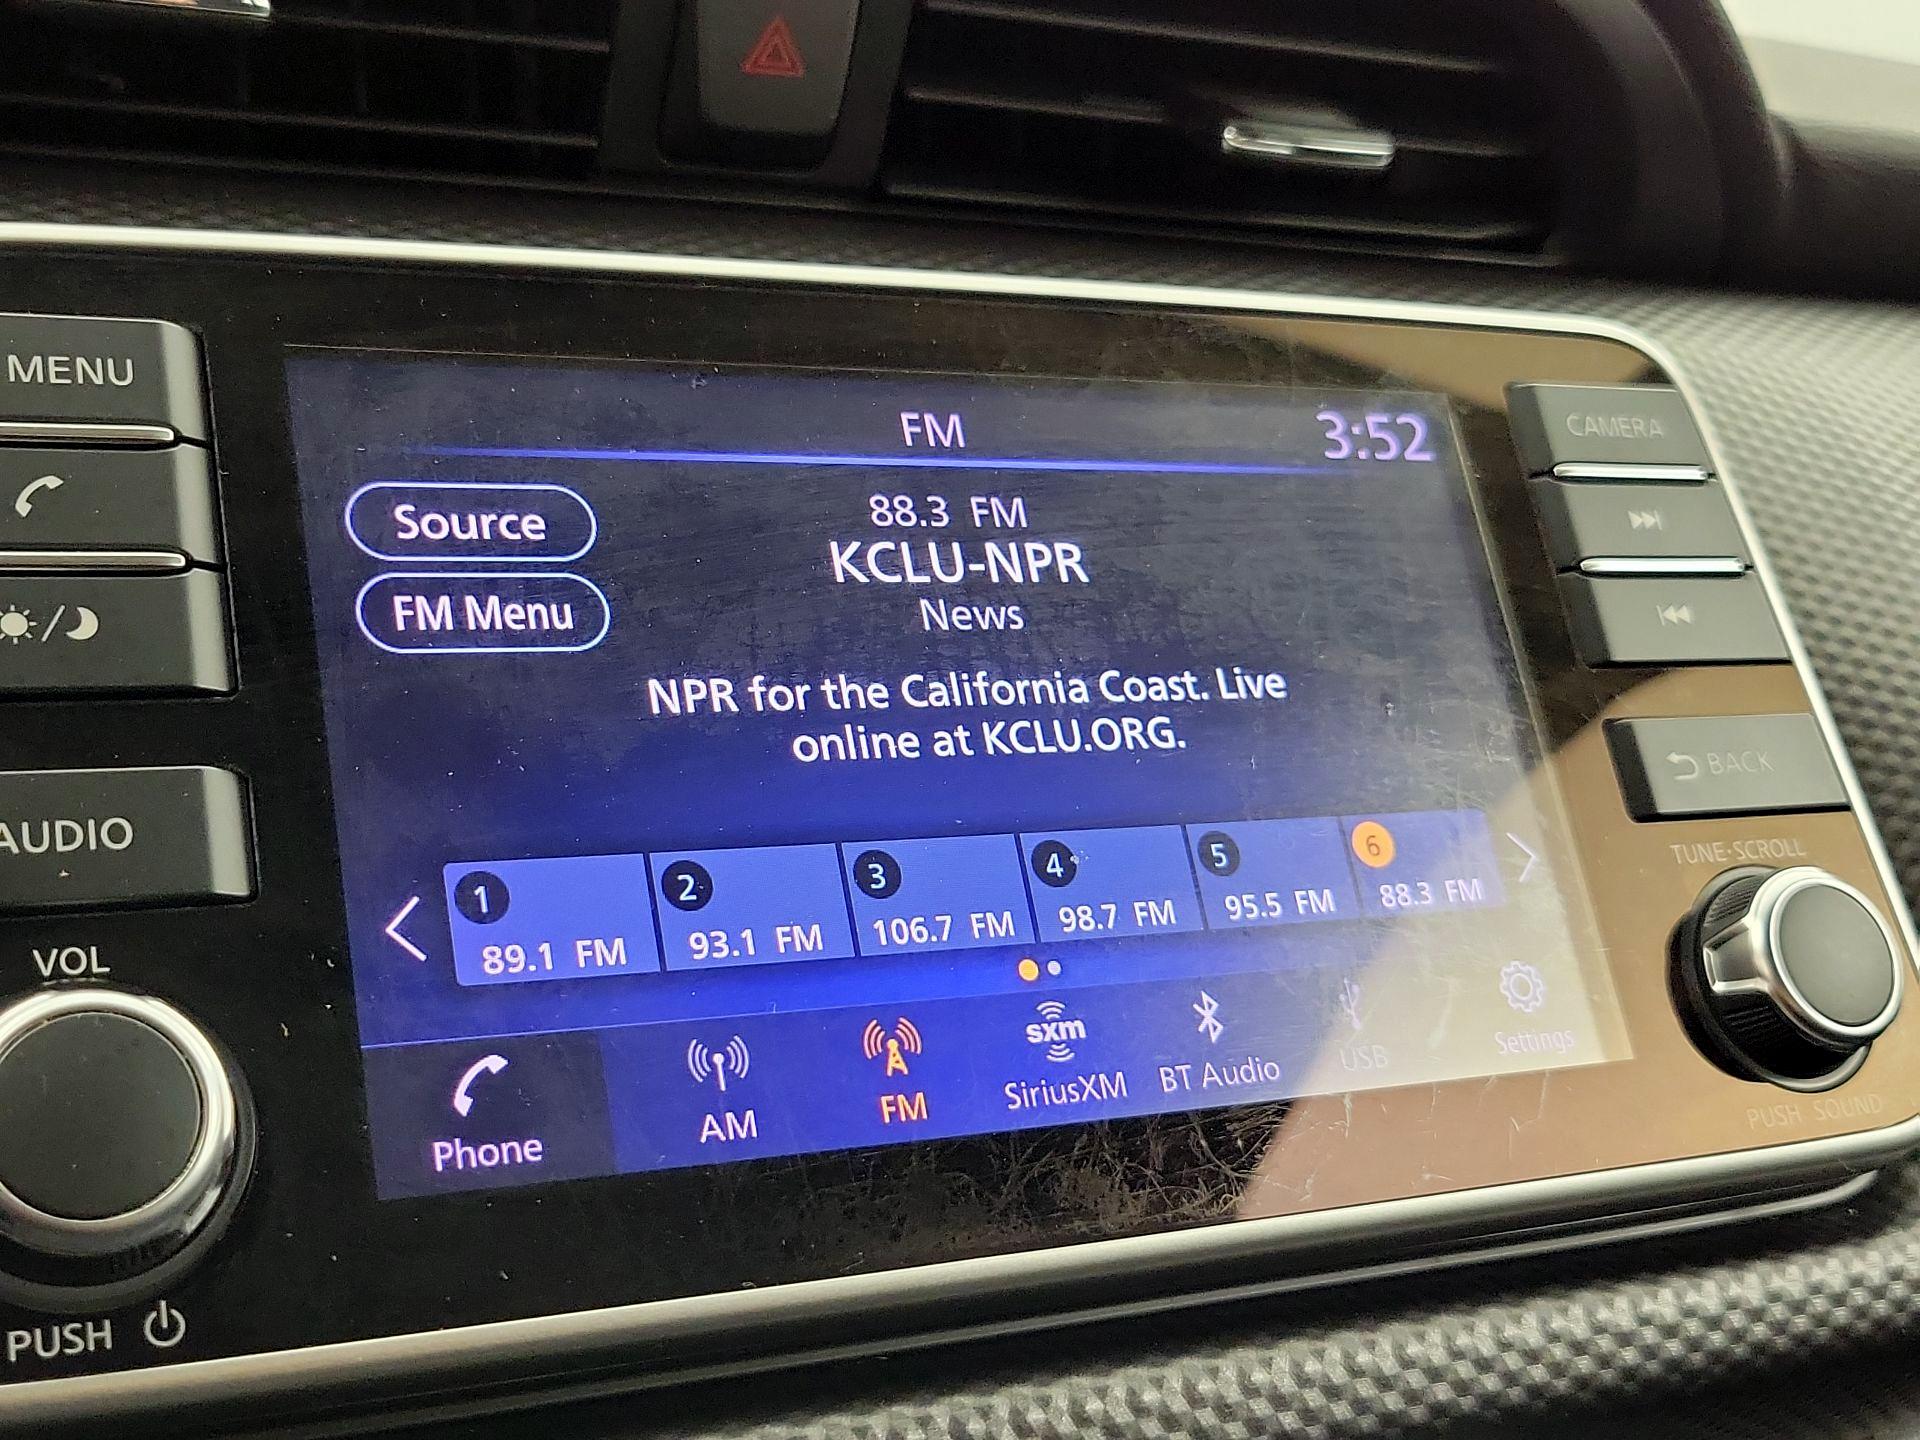 MENU
FM
3:52
CAMERA
Source
88.3 FM
KCLU-NPR
FM Menu
News
NPR for the California Coast. Live
online at KCLU.ORG.
BACK
AUDIO
TUNE·SCROLL
1
2
3
4
5
6
89.1 FM
93.1 FM
106.7 FM
98.7 FM
95.5 FM
88.3 FM
VOL
Phone
AM
FM
sxm
SiriusXM
BT Audio
USB
Settings
PUSH SOUND
PUSH